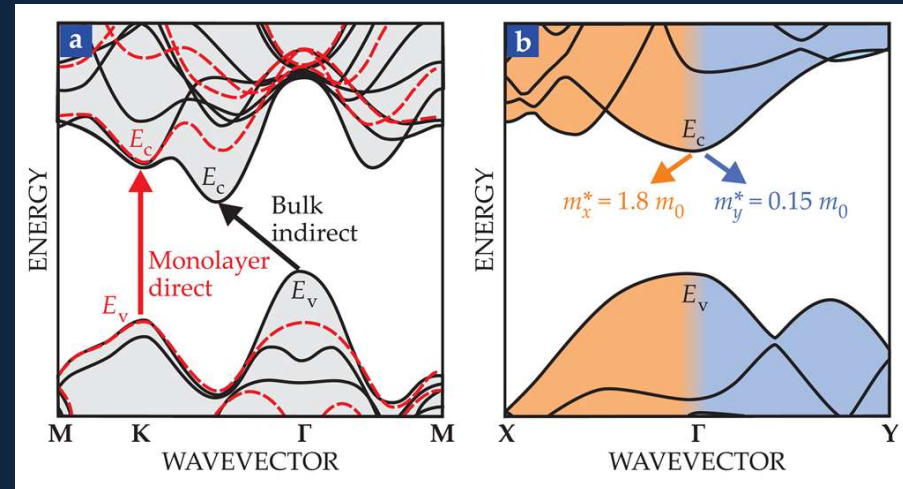 a
ENERGY
E_c
E_c
Bulk
indirect
Monolayer
direct
E_v
E_v
M K Γ M
WAVEVECTOR
b
ENERGY
E_c
m*_x = 1.8 m_0 m*_y = 0.15 m_0
E_v
X Γ Y
WAVEVECTOR